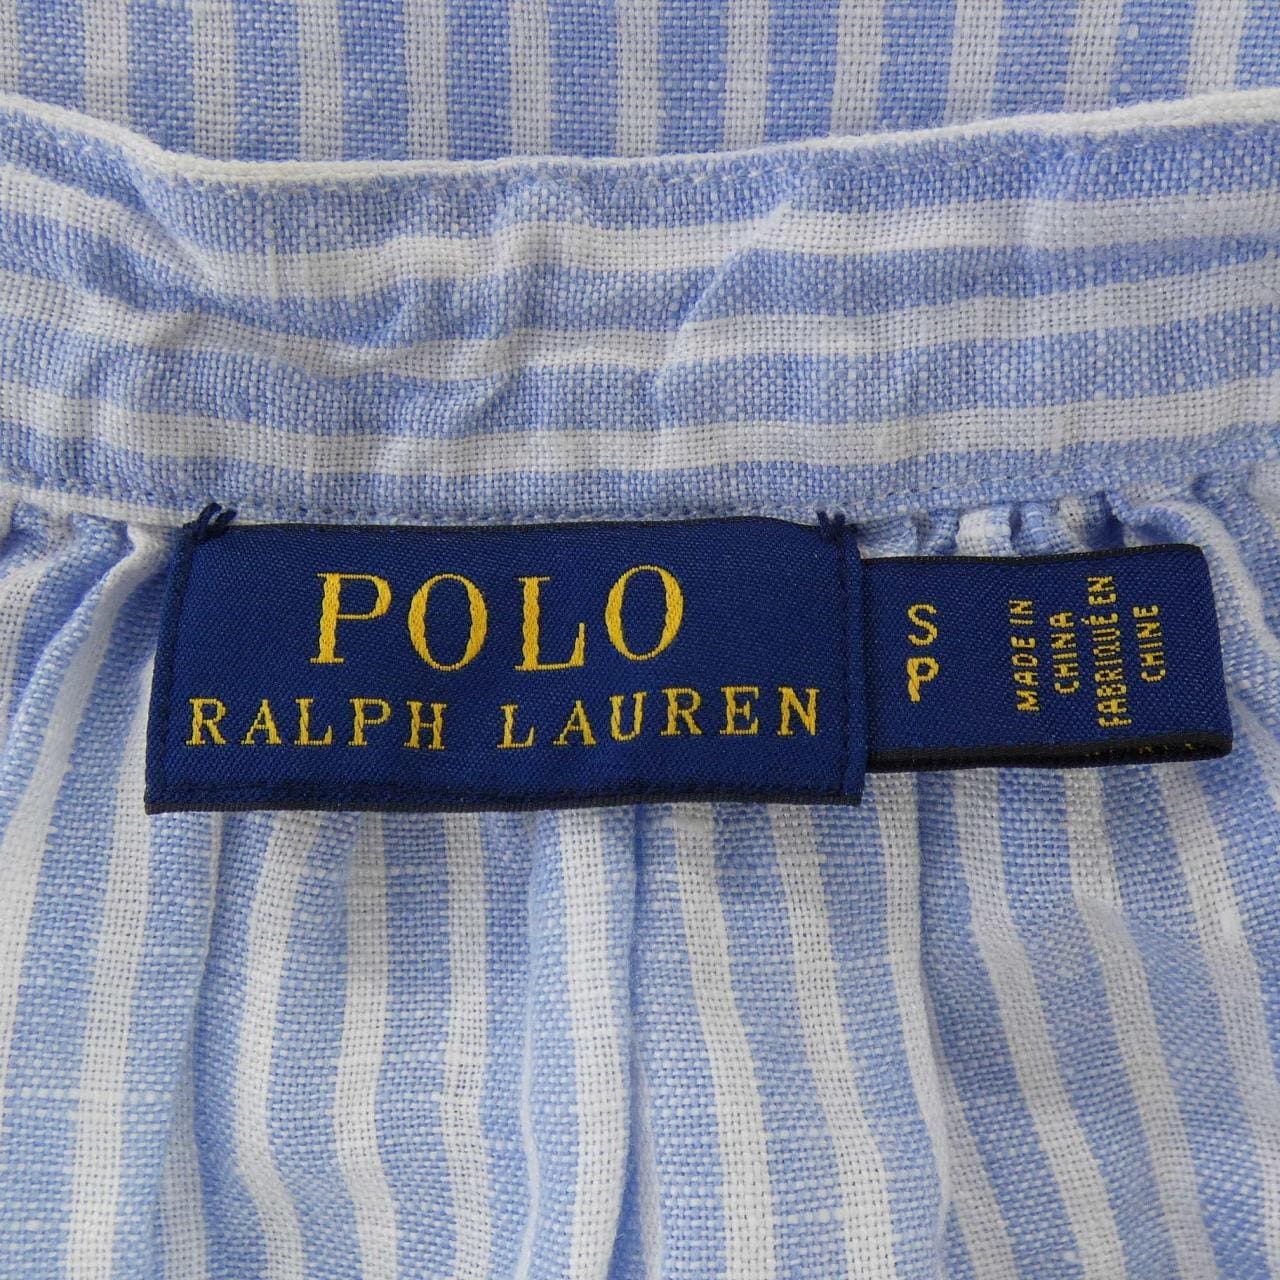 POLO
RALPH LAUREN
S
P
MADE IN
CHINA
FABRIQUÉ EN
CHINE